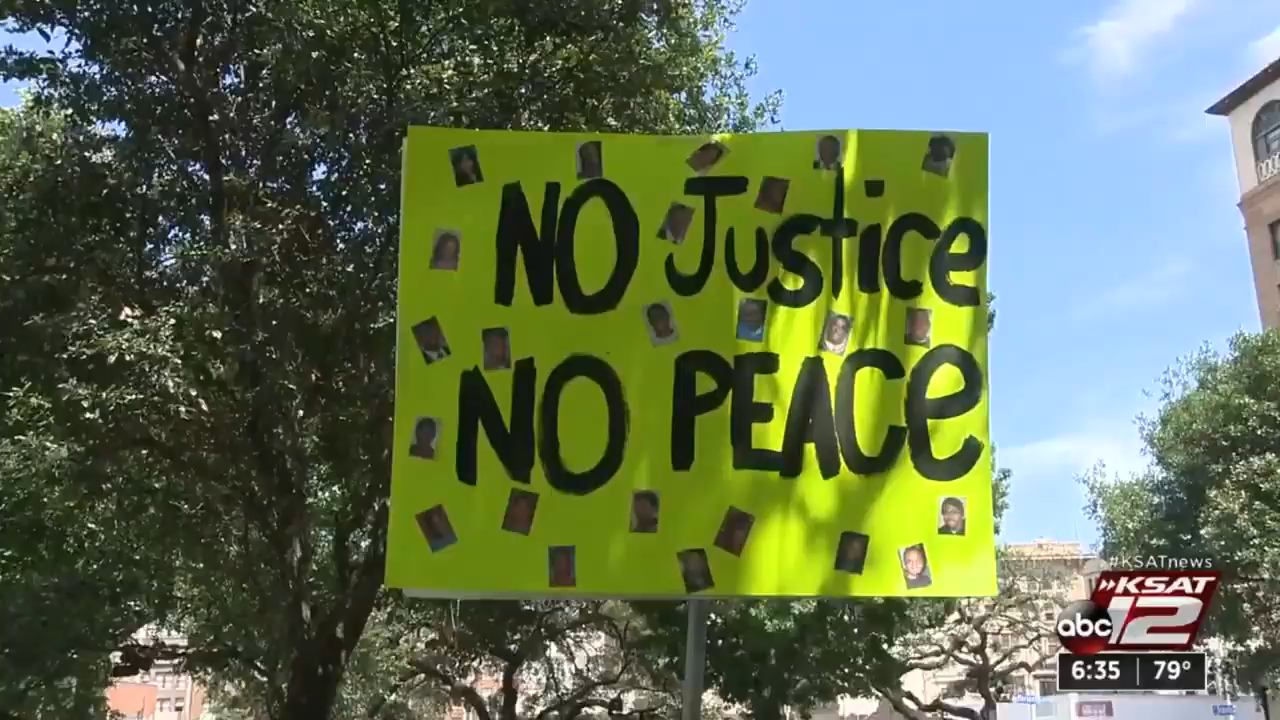 NO Justice
NO PEACe
#KSATnews
»KSAT
abc 12
6:35 | 79°